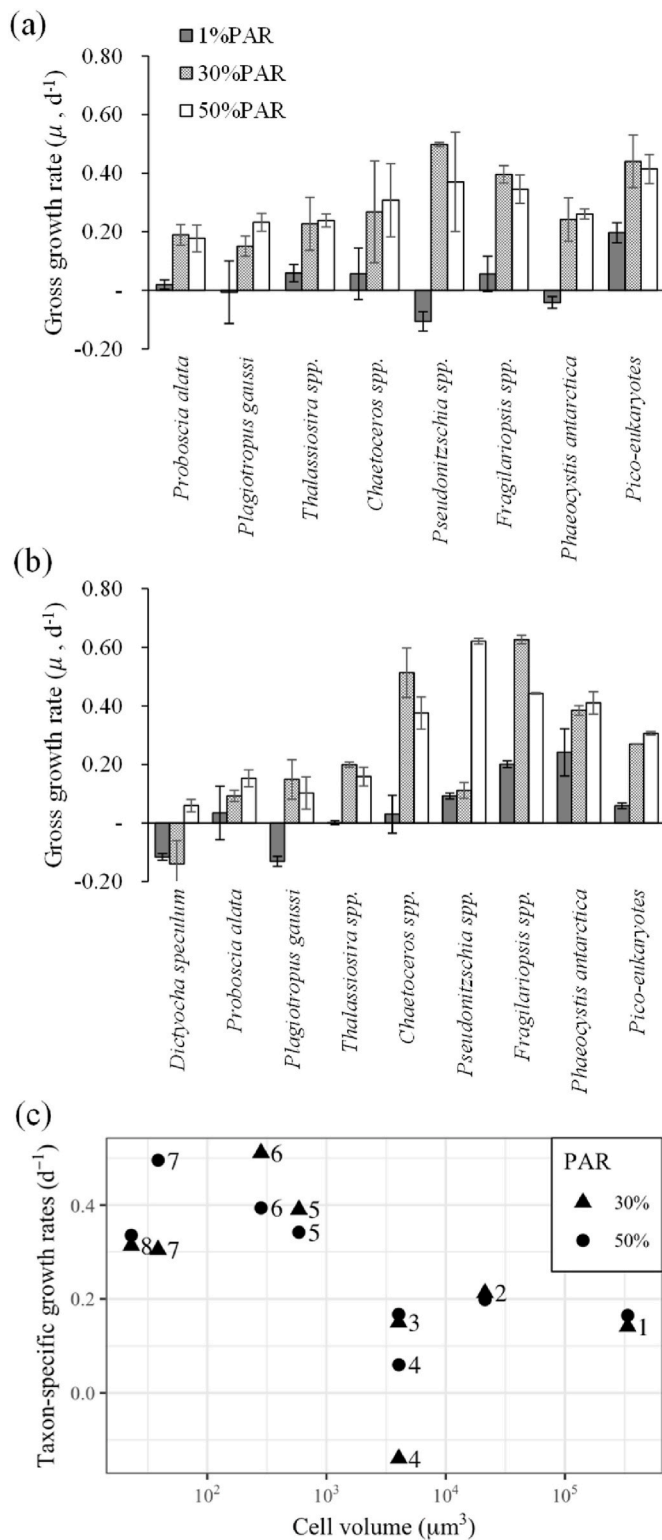 (a)
1%PAR
30%PAR
50%PAR
Gross growth rate (μ, d-1)
0.80
0.60
0.40
0.20
-
-0.20
Proboscia alata
Plagiotropus gaussi
Thalassiosira spp.
Chaetoceros spp.
Pseudonitzschia spp.
Fragilariopsis spp.
Phaeocystis antarctica
Pico-eukaryotes
(b)
Gross growth rate (μ, d-1)
0.80
0.60
0.40
0.20
-
-0.20
Dictyocha speculum
Proboscia alata
Plagiotropus gaussi
Thalassiosira spp.
Chaetoceros spp.
Pseudonitzschia spp.
Fragilariopsis spp.
Phaeocystis antarctica
Pico-eukaryotes
(c)
Taxon-specific growth rates (d−1)
0.4
0.2
0.0
PAR
30%
50%
7
6
6
5
5
8
7
3
2
4
1
4
10²
10³
10⁴
10⁵
Cell volume (μm³)